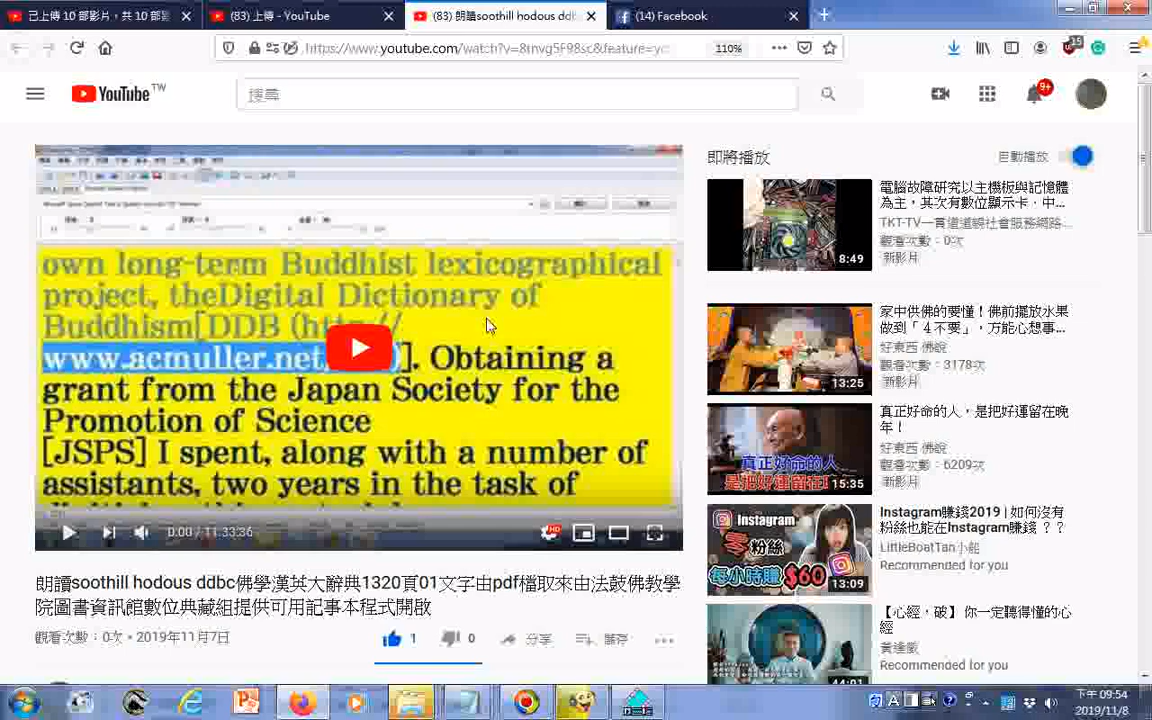 已上傳 10 部影片，共 10 部影
(83) 上傳 - YouTube
(83) 朗讀soothill hodous ddbc
(14) Facebook
https://www.youtube.com/watch?v=8tnvg5F98sc&feature=yo
110%
15
YouTube TW
搜尋
9+
own long-term Buddhist lexicographical
project, theDigital Dictionary of
Buddhism[DDB (http://
www.acmuller.net
]. Obtaining a
grant from the Japan Society for the
Promotion of Science
[JSPS] I spent, along with a number of
assistants, two years in the task of
0:00 / 11:33:36
HD
朗讀soothill hodous ddbc佛學漢英大辭典1320頁01文字由pdf檔取來由法鼓佛教學
院圖書資訊館數位典藏組提供可用記事本程式開啟
觀看次數：0次 • 2019年11月7日
1
0
分享
儲存
即將播放
自動播放
電腦故障研究以主機板與記憶體
為主，其次有數位顯示卡．中...
TKT-TV一貫道道親社會服務網路...
觀看次數：0次
新影片
8:49
家中供佛的要懂！佛前擺放水果
做到「４不要」，万能心想事...
好東西 佛說
觀看次數：3178次
新影片
13:25
真正好命的人，是把好運留在晚
年！
好東西 佛說
觀看次數：6209次
新影片
真正好命的人
是把好運留在
15:35
Instagram賺錢2019 | 如何沒有
粉絲也能在Instagram賺錢 ？？
LittleBoatTan小船
Recommended for you
Instagram
零粉絲
每小時賺$60
13:09
【心經，破】 你一定聽得懂的心
經
Recommended for you
44:01
下午 09:54
2019/11/8